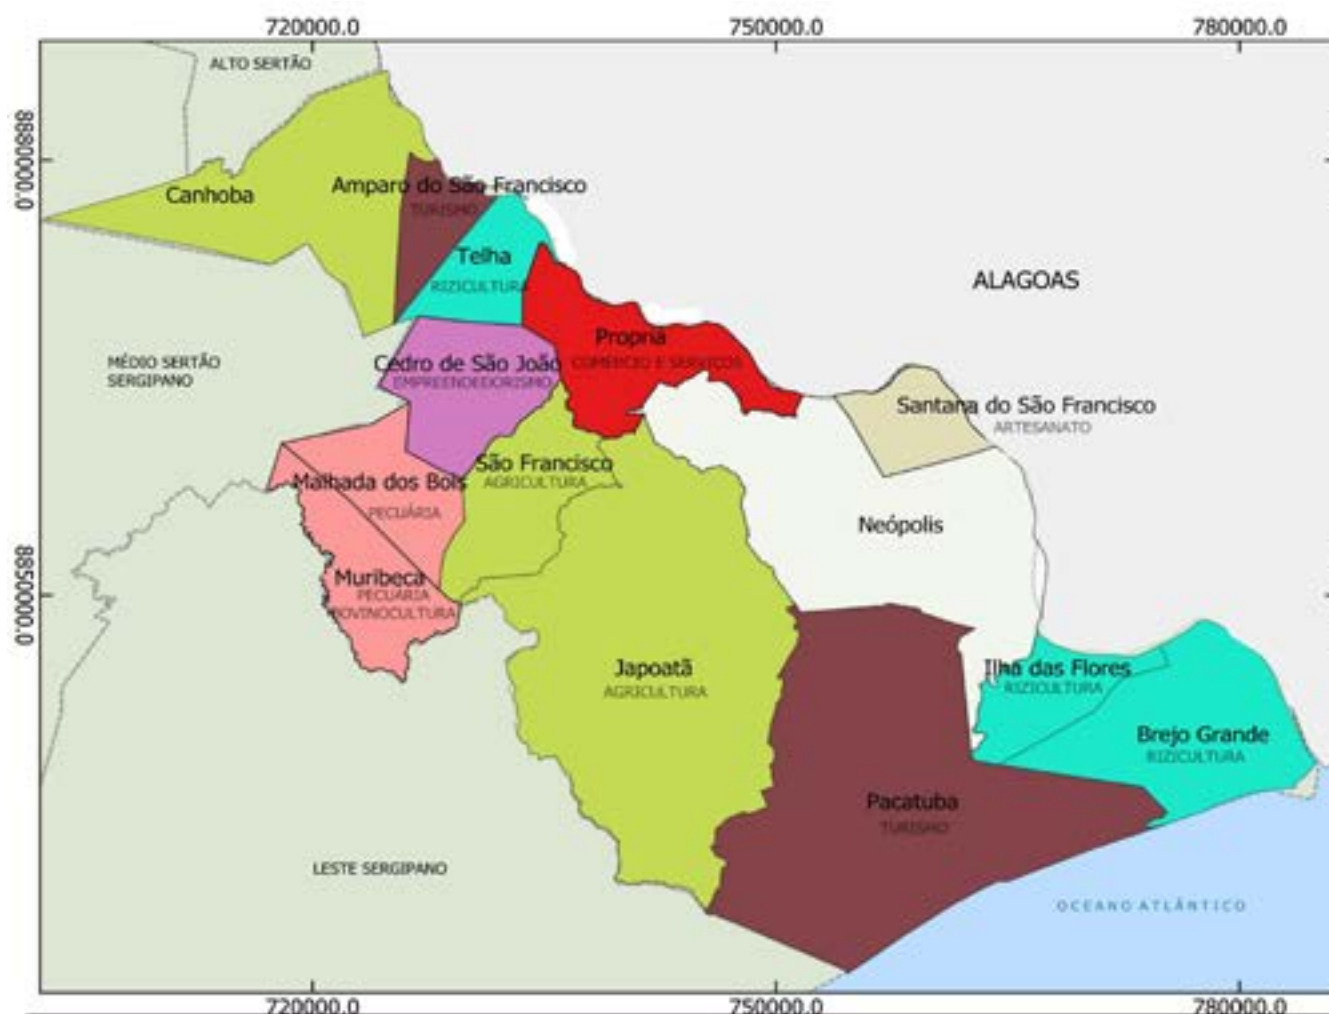 720000.0
750000.0
780000.0
ALTO SERTÃO
8880000.0
Canhoba
Amparo do São Francisco
TURISMO
Telha
RIZICULTURA
ALAGOAS
MÉDIO SERTÃO
SERGIPANO
Propriá
COMÉRCIO E SERVIÇOS
Cedro de São João
EMPREENDEDORISMO
Santana do São Francisco
ARTESANATO
São Francisco
AGRICULTURA
Malhada dos Bois
PECUÁRIA
Neópolis
8850000.0
Muribeca
PECUÁRIA
BOVINOCULTURA
Japoatã
AGRICULTURA
Ilha das Flores
RIZICULTURA
Brejo Grande
RIZICULTURA
Pacatuba
TURISMO
LESTE SERGIPANO
OCEANO ATLÂNTICO
720000.0
750000.0
780000.0